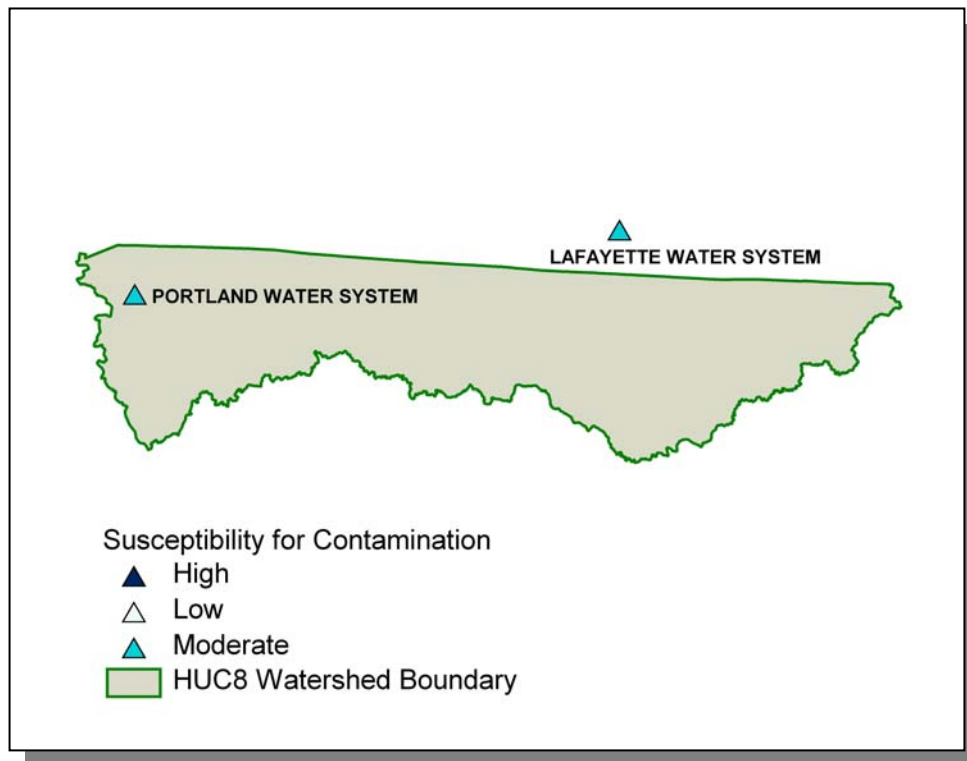 LAFAYETTE WATER SYSTEM
PORTLAND WATER SYSTEM
Susceptibility for Contamination
High
Low
Moderate
HUC8 Watershed Boundary